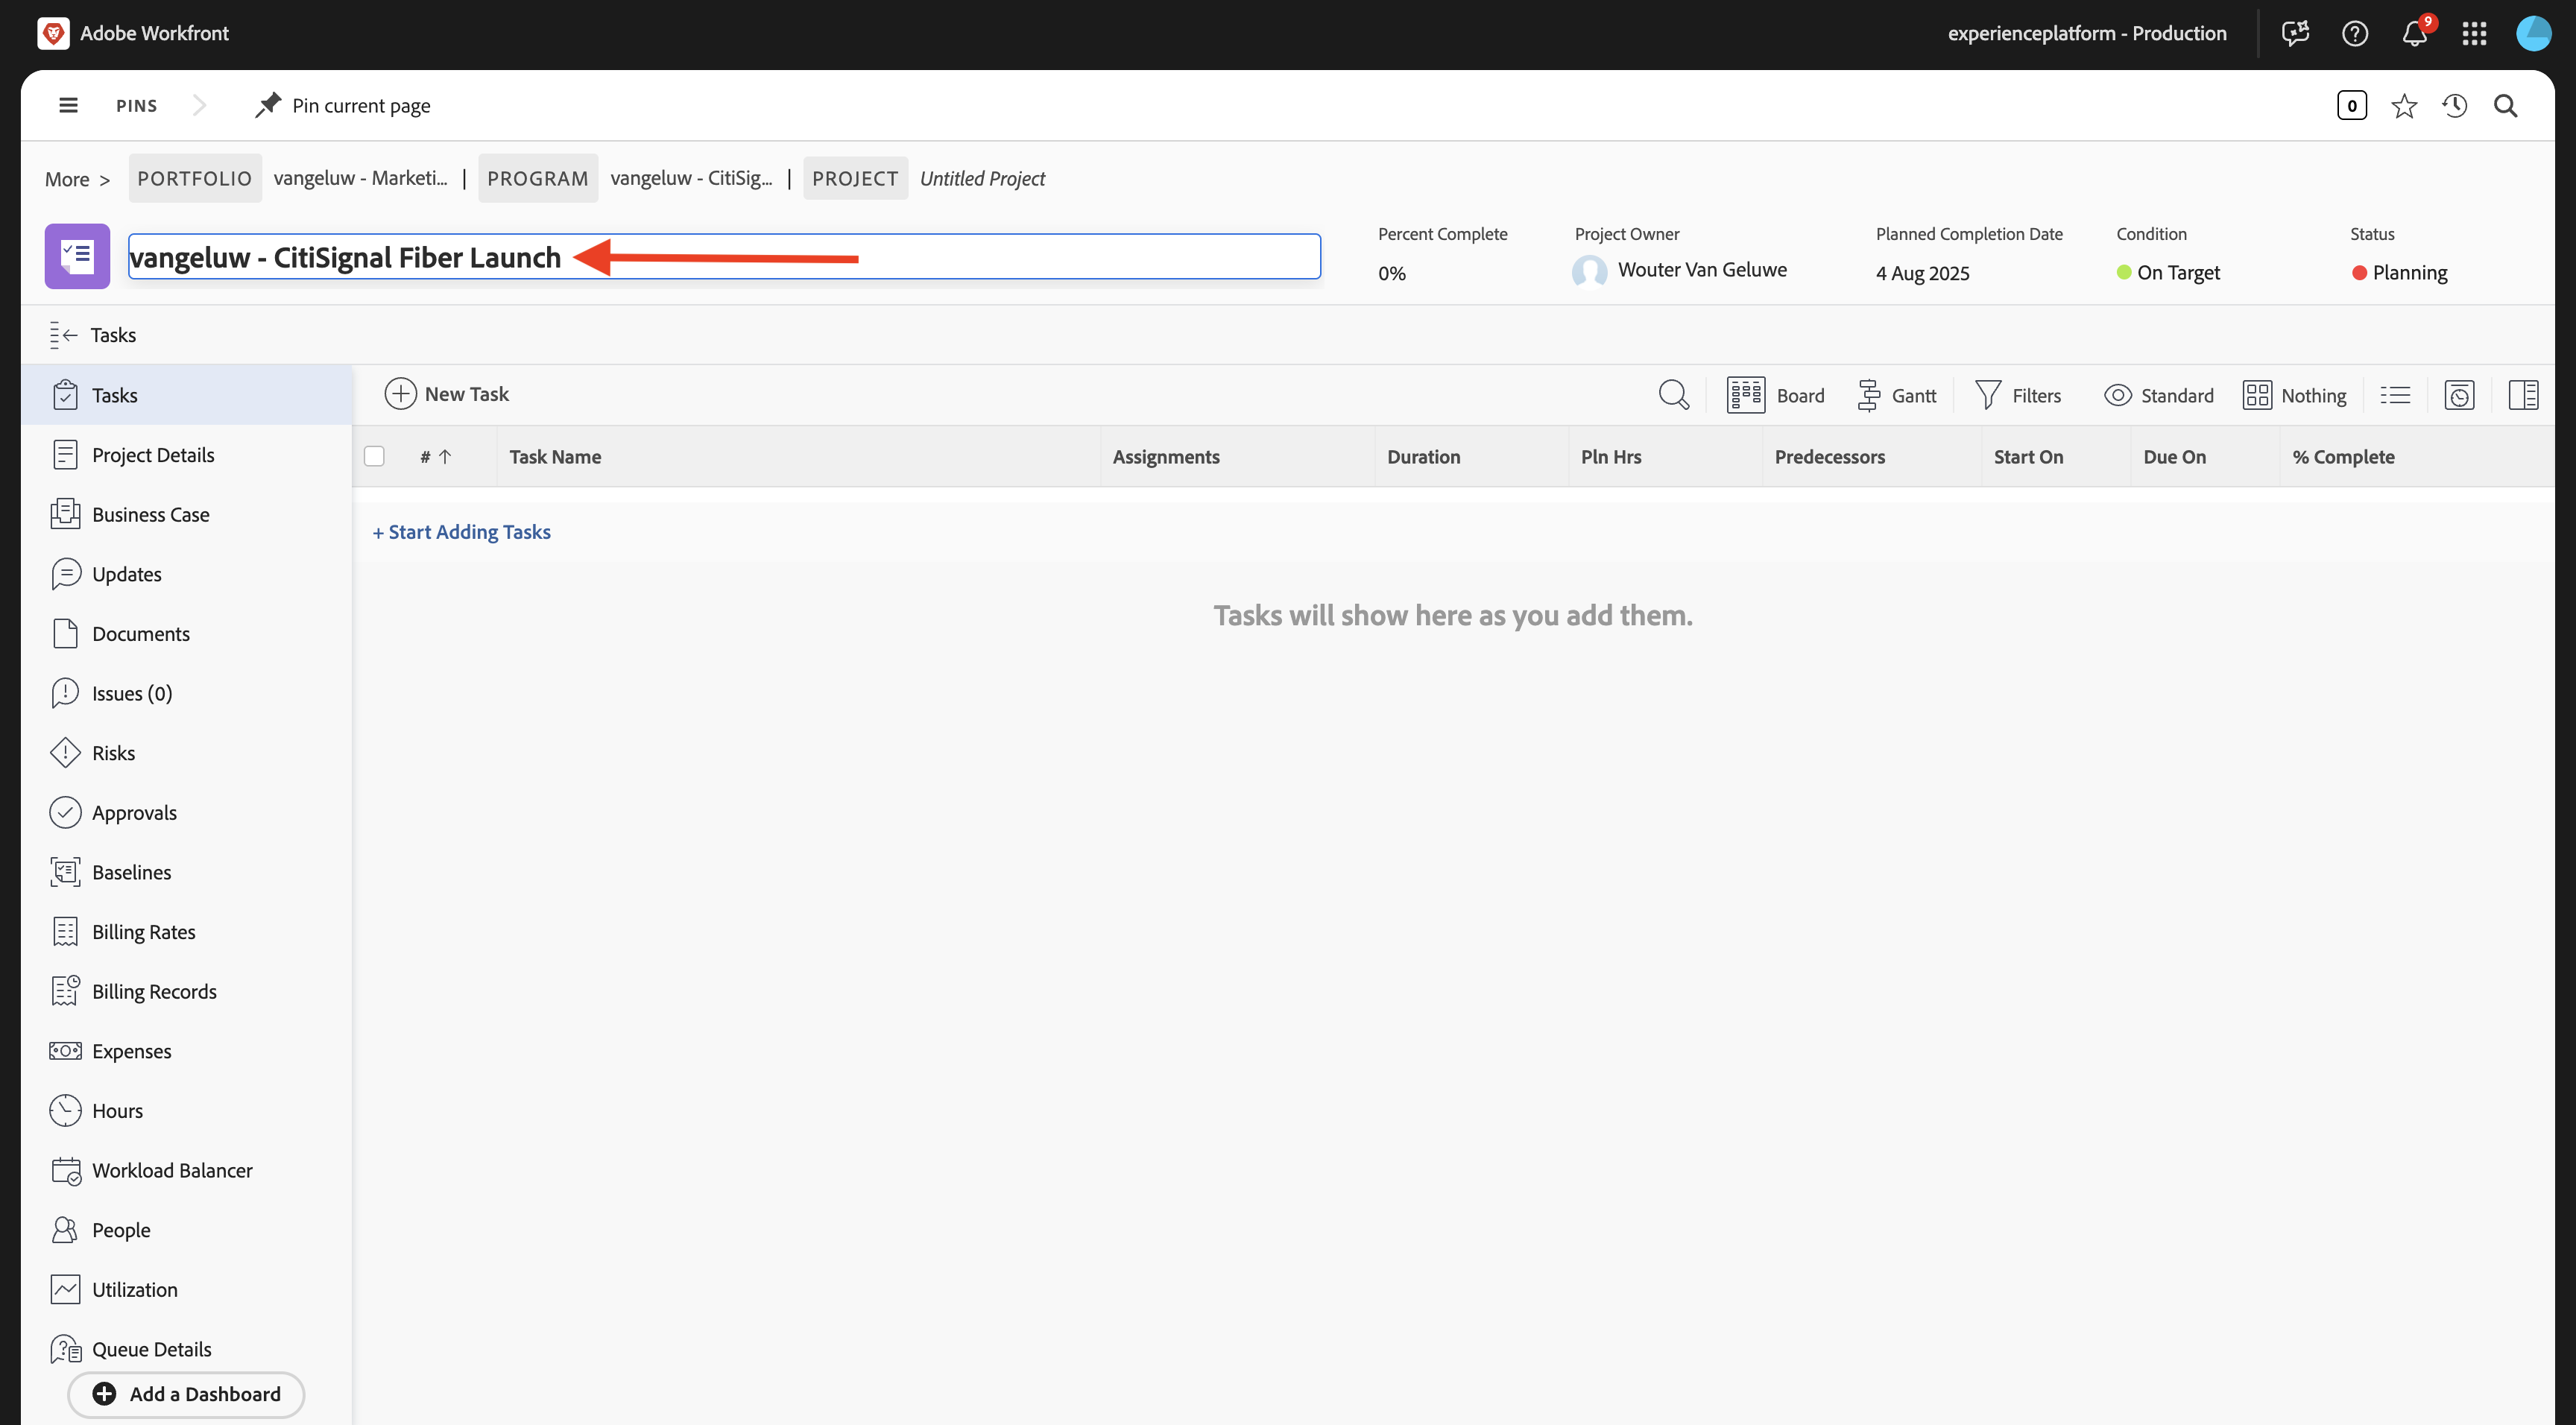 Adobe Workfront
experienceplatform - Production
9
PINS
Pin current page
0
More >
PORTFOLIO vangeluw - Marketi... | PROGRAM vangeluw - CitiSig... | PROJECT Untitled Project
vangeluw - CitiSignal Fiber Launch
Percent Complete
0%
Project Owner
Wouter Van Geluwe
Planned Completion Date
4 Aug 2025
Condition
On Target
Status
Planning
Tasks
Tasks
Project Details
Business Case
Updates
Documents
Issues (0)
Risks
Approvals
Baselines
Billing Rates
Billing Records
Expenses
Hours
Workload Balancer
People
Utilization
Queue Details
Add a Dashboard
New Task
Board
Gantt
Filters
Standard
Nothing
# ↑ Task Name Assignments Duration Pln Hrs Predecessors Start On Due On % Complete
+ Start Adding Tasks
Tasks will show here as you add them.